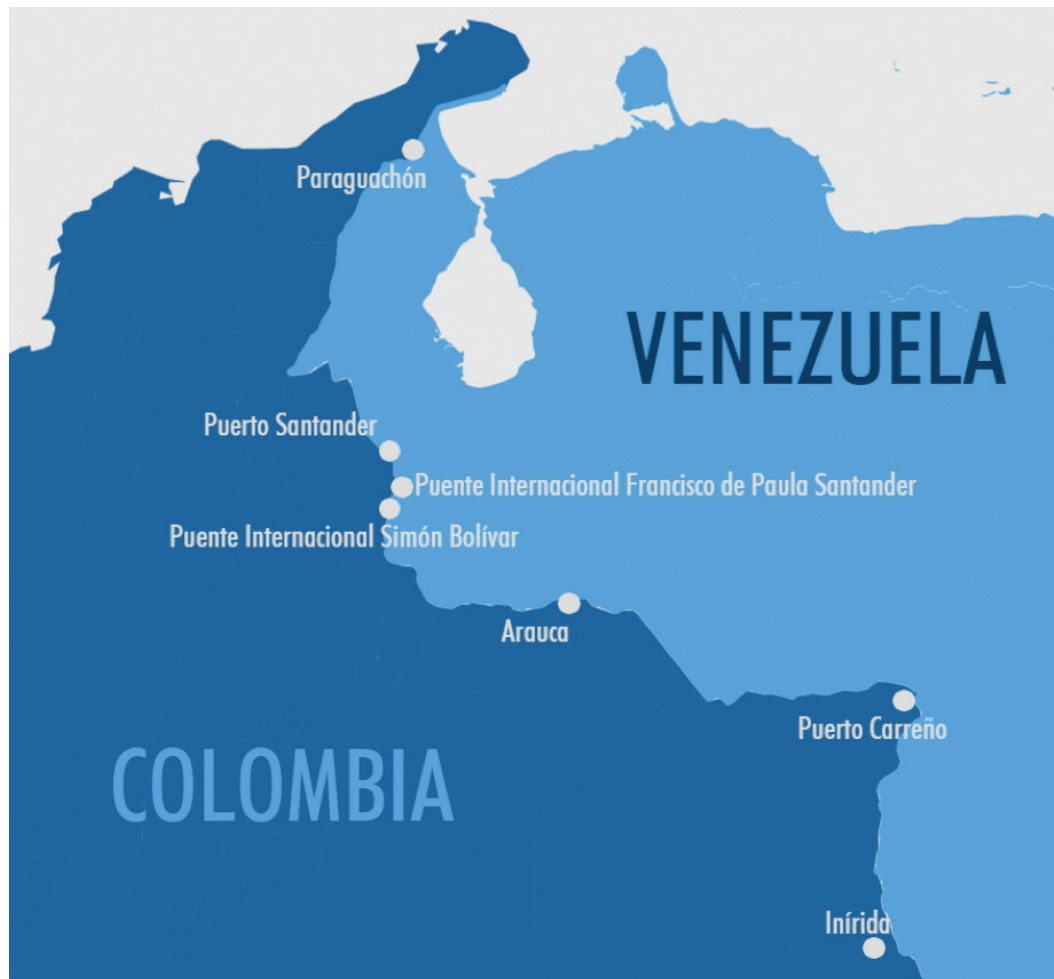 Paraguachón
VENEZUELA
Puerto Santander
Puente Internacional Francisco de Paula Santander
Puente Internacional Simón Bolívar
Arauca
Puerto Carreño
COLOMBIA
Inírida